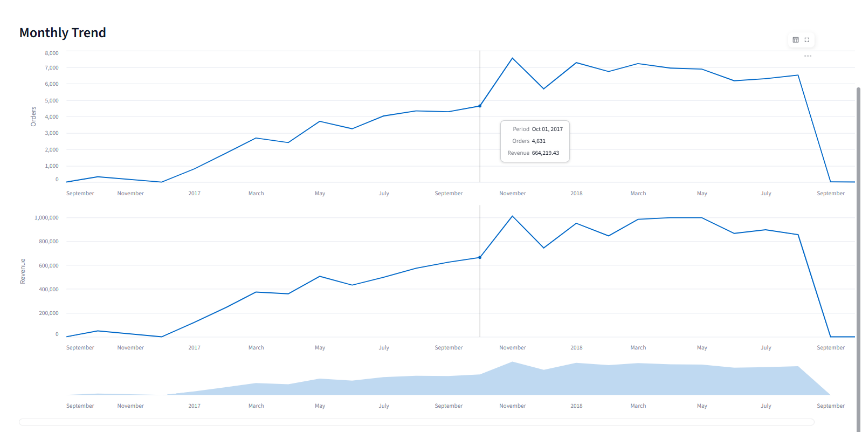 Monthly Trend
8,000
7,000
6,000
5,000
4,000
3,000
2,000
1,000
0
Orders
Period Oct 01, 2017
Orders 4,631
Revenue 664,219.43
September November 2017 March May July September November 2018 March May July September
1,000,000
800,000
600,000
400,000
200,000
0
Revenue
September November 2017 March May July September November 2018 March May July September
September November 2017 March May July September November 2018 March May July September